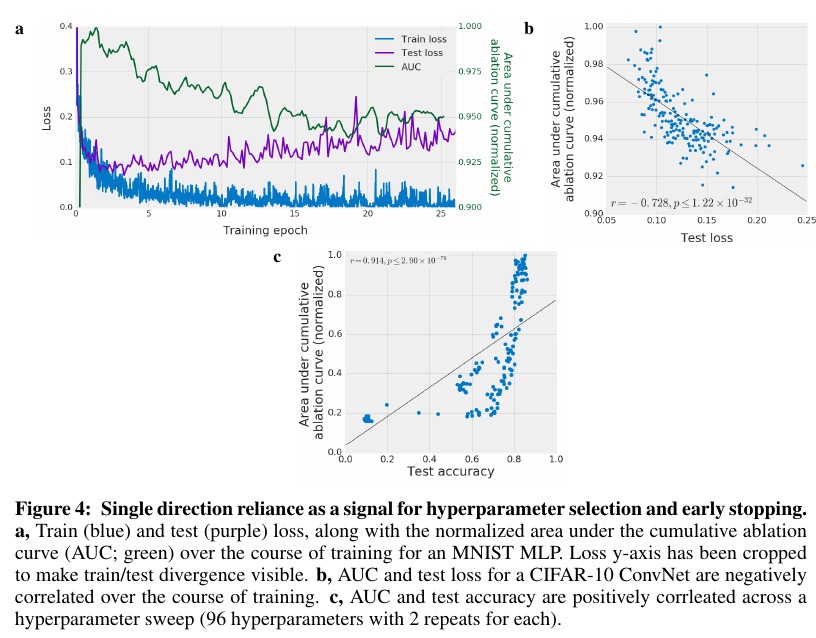 a
0.4
0.3
0.2
0.1
0.0
Loss
0
5
10
15
20
25
Training epoch
Train loss
Test loss
AUC
1.000
0.975
0.950
0.925
0.900
Area under cumulative
ablation curve (normalized)
b
1.00
0.98
0.96
0.94
0.92
0.90
Area under cumulative
ablation curve (normalized)
r = −0.728, p ≤ 1.22 × 10⁻³²
0.05
0.10
0.15
0.20
0.25
Test loss
c
1.0
0.8
0.6
0.4
0.2
0.0
Area under cumulative
ablation curve (normalized)
r=0.914, p ≤ 2.90 × 10⁻⁷⁶
0.0
0.2
0.4
0.6
0.8
1.0
Test accuracy
Figure 4: Single direction reliance as a signal for hyperparameter selection and early stopping.
a, Train (blue) and test (purple) loss, along with the normalized area under the cumulative ablation
curve (AUC; green) over the course of training for an MNIST MLP. Loss y-axis has been cropped
to make train/test divergence visible. b, AUC and test loss for a CIFAR-10 ConvNet are negatively
correlated over the course of training. c, AUC and test accuracy are positively corrleated across a
hyperparameter sweep (96 hyperparameters with 2 repeats for each).